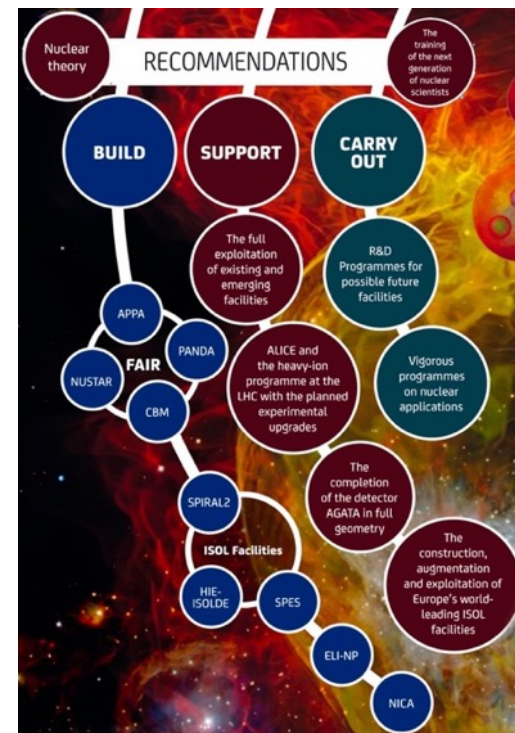 Nuclear
theory
RECOMMENDATIONS
The
training
of the next
generation
of nuclear
scientists
BUILD
SUPPORT
CARRY
OUT
The full
exploitation
of existing and
emerging
facilities
R&D
Programmes for
possible future
facilities
APPA
PANDA
FAIR
NUSTAR
CBM
ALICE and
the heavy-ion
programme at the
LHC with the planned
experimental
upgrades
Vigorous
programmes
on nuclear
applications
The
completion
of the detector
AGATA in full
geometry
SPIRAL2
ISOL Facilities
HIE-
ISOLDE
SPES
The
construction,
augmentation
and exploitation of
Europe's world-
leading ISOL
facilities
ELI-NP
NICA